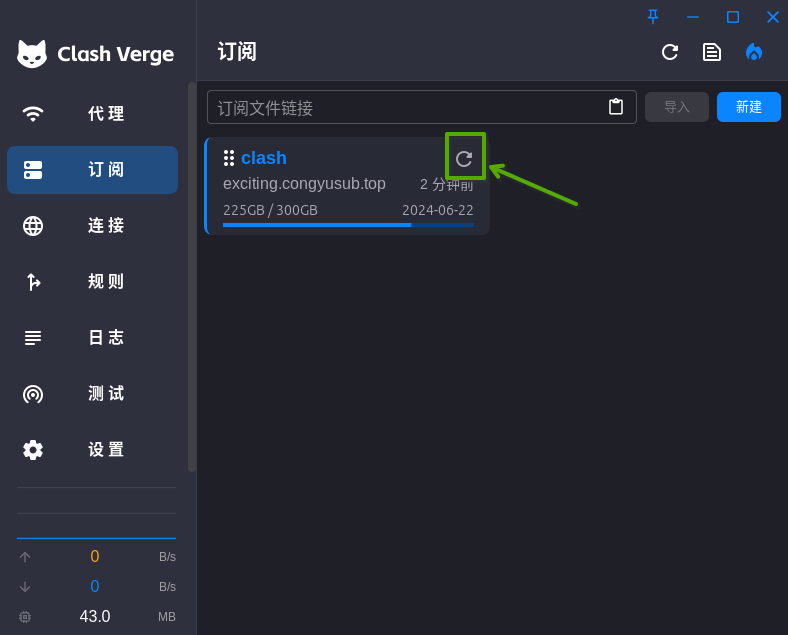 Clash Verge
代理
订阅
连接
规则
日志
测试
设置
0 B/s
0 B/s
43.0 MB
订阅
订阅文件链接
导入
新建
clash
exciting.congyusub.top 2 分钟前
225GB / 300GB 2024-06-22